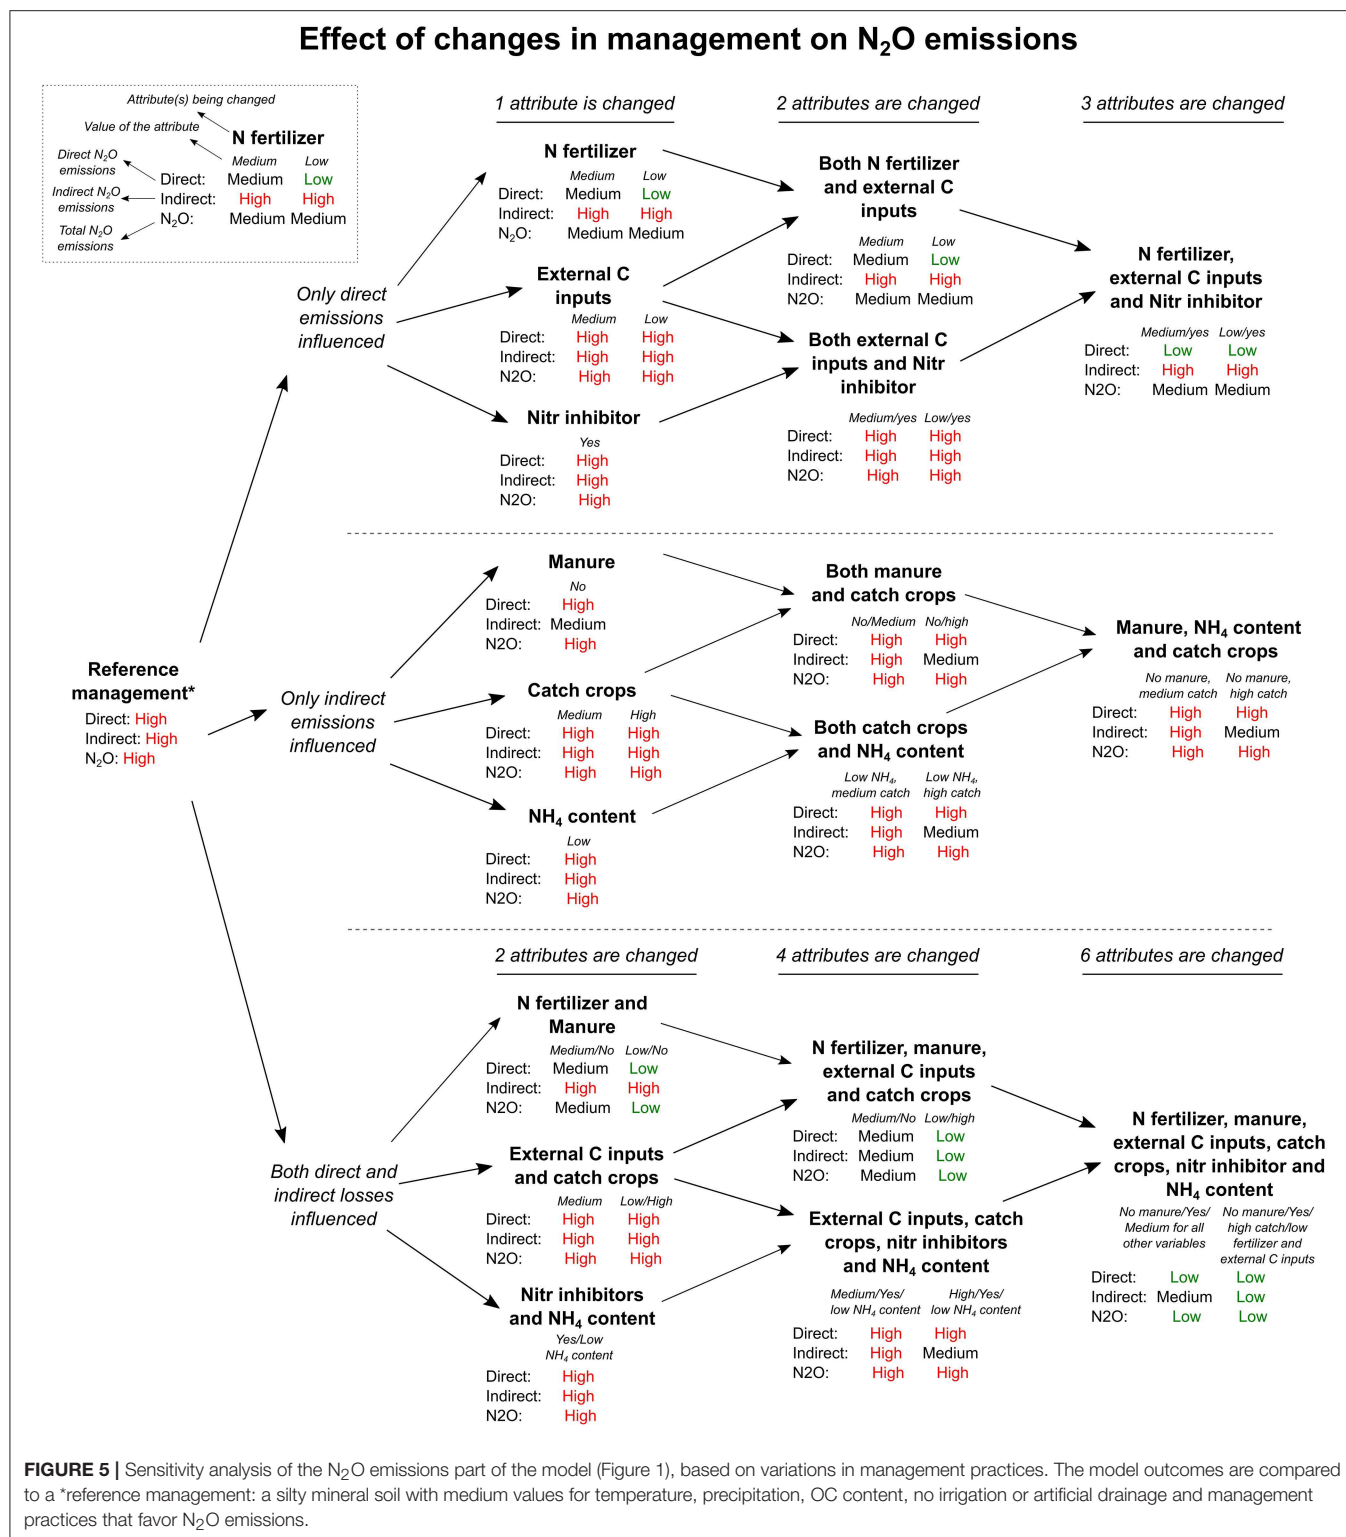 Effect of changes in management on N₂O emissions
Attribute(s) being changed
Value of the attribute
N fertilizer
Direct N₂O
emissions
Medium Low
Direct: Medium Low
Indirect N₂O
emissions
Indirect: High High
Total N₂O
emissions
N₂O: Medium Medium
1 attribute is changed
2 attributes are changed
3 attributes are changed
Only direct
emissions
influenced
N fertilizer
Medium Low
Direct: Medium Low
Indirect: High High
N₂O: Medium Medium
External C
inputs
Medium Low
Direct: High High
Indirect: High High
N2O: High High
Nitr inhibitor
Yes
Direct: High
Indirect: High
N2O: High
Both N fertilizer
and external C
inputs
Medium Low
Direct: Medium Low
Indirect: High High
N2O: Medium Medium
Both external C
inputs and Nitr
inhibitor
Medium/yes Low/yes
Direct: High High
Indirect: High High
N2O: High High
N fertilizer,
external C inputs
and Nitr inhibitor
Medium/yes Low/yes
Direct: Low Low
Indirect: High High
N2O: Medium Medium
Reference
management*
Direct: High
Indirect: High
N₂O: High
Only indirect
emissions
influenced
Manure
No
Direct: High
Indirect: Medium
N2O: High
Catch crops
Medium High
Direct: High High
Indirect: High High
N2O: High High
NH₄ content
Low
Direct: High
Indirect: High
N2O: High
Both manure
and catch crops
No/Medium No/high
Direct: High High
Indirect: High Medium
N2O: High High
Both catch crops
and NH₄ content
Low NH₄, Low NH₄,
medium catch high catch
Direct: High High
Indirect: High Medium
N2O: High High
Manure, NH₄ content
and catch crops
No manure, No manure,
medium catch high catch
Direct: High High
Indirect: High Medium
N2O: High High
2 attributes are changed
4 attributes are changed
6 attributes are changed
Both direct and
indirect losses
influenced
N fertilizer and
Manure
Medium/No Low/No
Direct: Medium Low
Indirect: High High
N2O: Medium Low
External C inputs
and catch crops
Medium Low/High
Direct: High High
Indirect: High High
N2O: High High
Nitr inhibitors
and NH₄ content
Yes/Low
NH₄ content
Direct: High
Indirect: High
N2O: High
N fertilizer, manure,
external C inputs
and catch crops
Medium/No Low/high
Direct: Medium Low
Indirect: Medium Low
N2O: Medium Low
External C inputs, catch
crops, nitr inhibitors
and NH₄ content
Medium/Yes/ High/Yes/
low NH₄ content low NH₄ content
Direct: High High
Indirect: High Medium
N2O: High High
N fertilizer, manure,
external C inputs, catch
crops, nitr inhibitor and
NH₄ content
No manure/Yes/ No manure/Yes/
Medium for all high catch/low
other variables fertilizer and
external C inputs
Direct: Low Low
Indirect: Medium Low
N2O: Low Low
FIGURE 5 | Sensitivity analysis of the N₂O emissions part of the model (Figure 1), based on variations in management practices. The model outcomes are compared
to a *reference management: a silty mineral soil with medium values for temperature, precipitation, OC content, no irrigation or artificial drainage and management
practices that favor N₂O emissions.